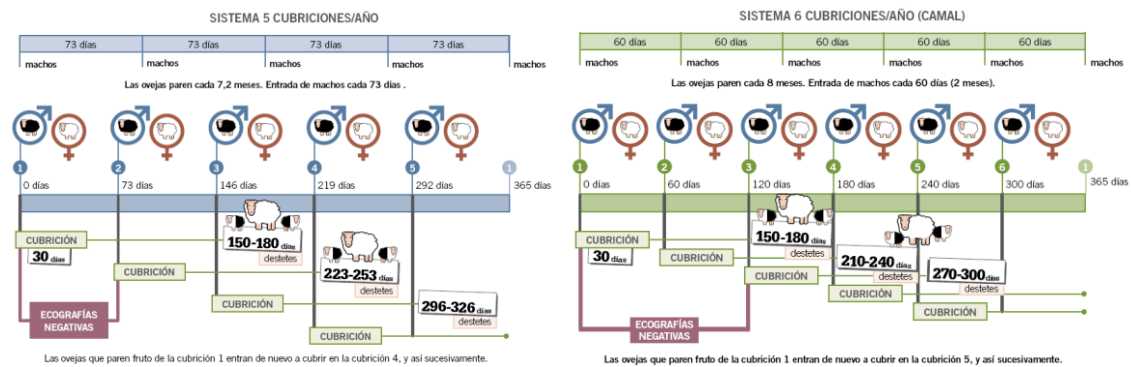 SISTEMA 5 CUBRICIONES/AÑO
73 días 73 días 73 días 73 días
machos machos machos machos machos
Las ovejas paren cada 7,2 meses. Entrada de machos cada 73 días .
1 2 3 4 5 1
0 días 73 días 146 días 219 días 292 días 365 días
CUBRICIÓN
30 días
150-180 días
destetes
CUBRICIÓN
223-253 días
destetes
CUBRICIÓN
296-326 días
destetes
ECOGRAFÍAS
NEGATIVAS
CUBRICIÓN
Las ovejas que paren fruto de la cubrición 1 entran de nuevo a cubrir en la cubrición 4, y así sucesivamente.
SISTEMA 6 CUBRICIONES/AÑO (CAMAL)
60 días 60 días 60 días 60 días 60 días
machos machos machos machos machos machos
Las ovejas paren cada 8 meses. Entrada de machos cada 60 días (2 meses).
1 2 3 4 5 6 1
0 días 60 días 120 días 180 días 240 días 300 días 365 días
CUBRICIÓN
30 días
150-180 días
destetes
CUBRICIÓN
210-240 días
destetes
CUBRICIÓN
270-300 días
destetes
CUBRICIÓN
CUBRICIÓN
ECOGRAFÍAS
NEGATIVAS
Las ovejas que paren fruto de la cubrición 1 entran de nuevo a cubrir en la cubrición 5, y así sucesivamente.